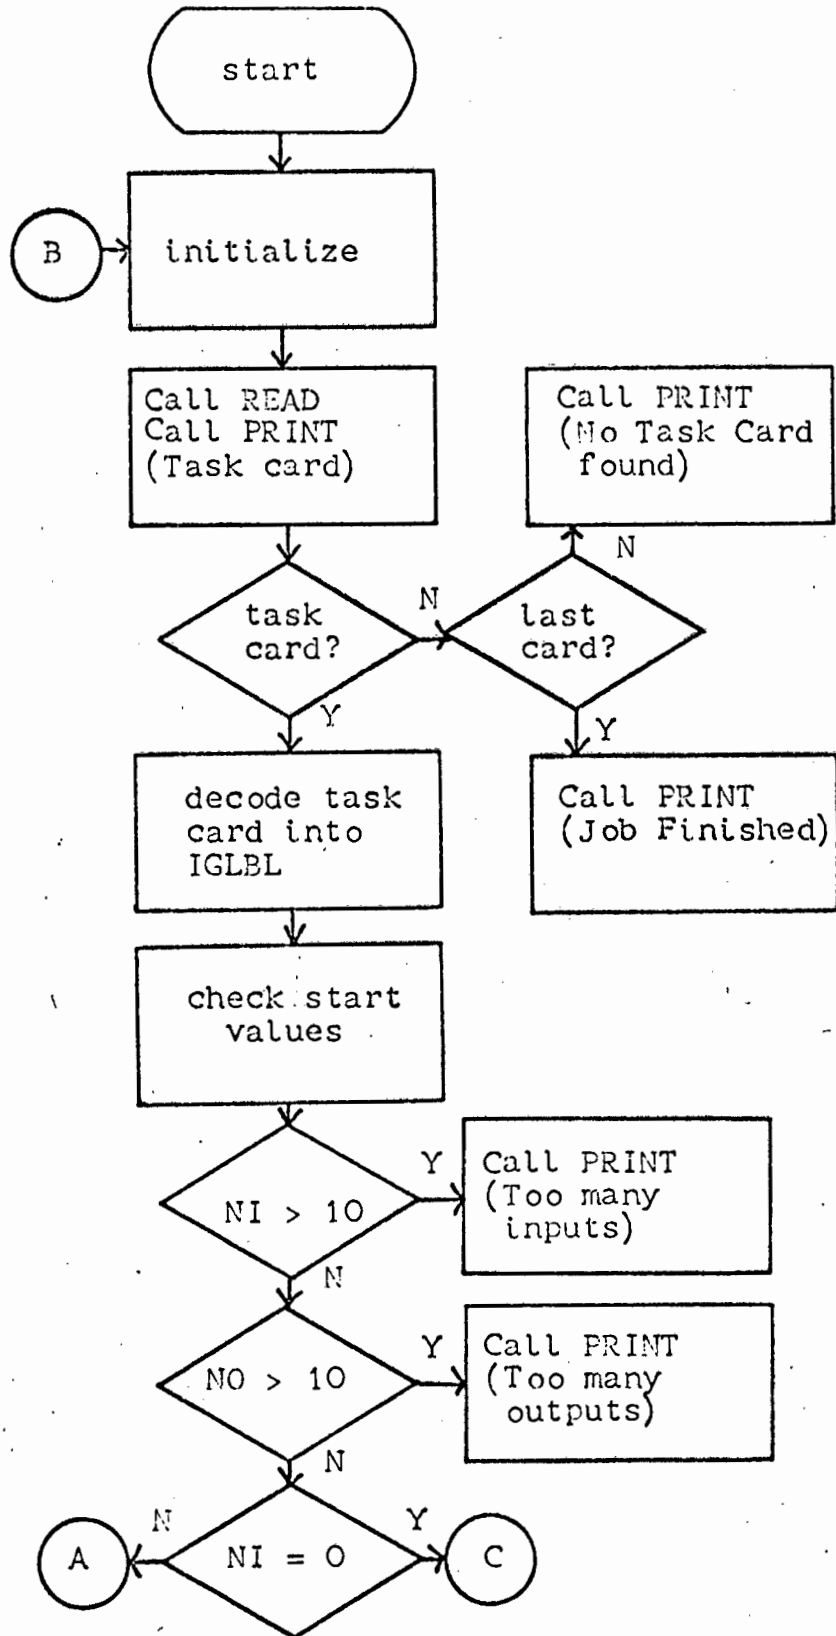 start
B
initialize
Call READ
Call PRINT
(Task card)
Call PRINT
(No Task Card
found)
N
task
card?
N
last
card?
Y
Y
decode task
card into
IGLBL
Call PRINT
(Job Finished)
check start
values
NI > 10
Y
Call PRINT
(Too many
inputs)
N
NO > 10
Y
Call PRINT
(Too many
outputs)
N
A
N
NI = 0
Y
C